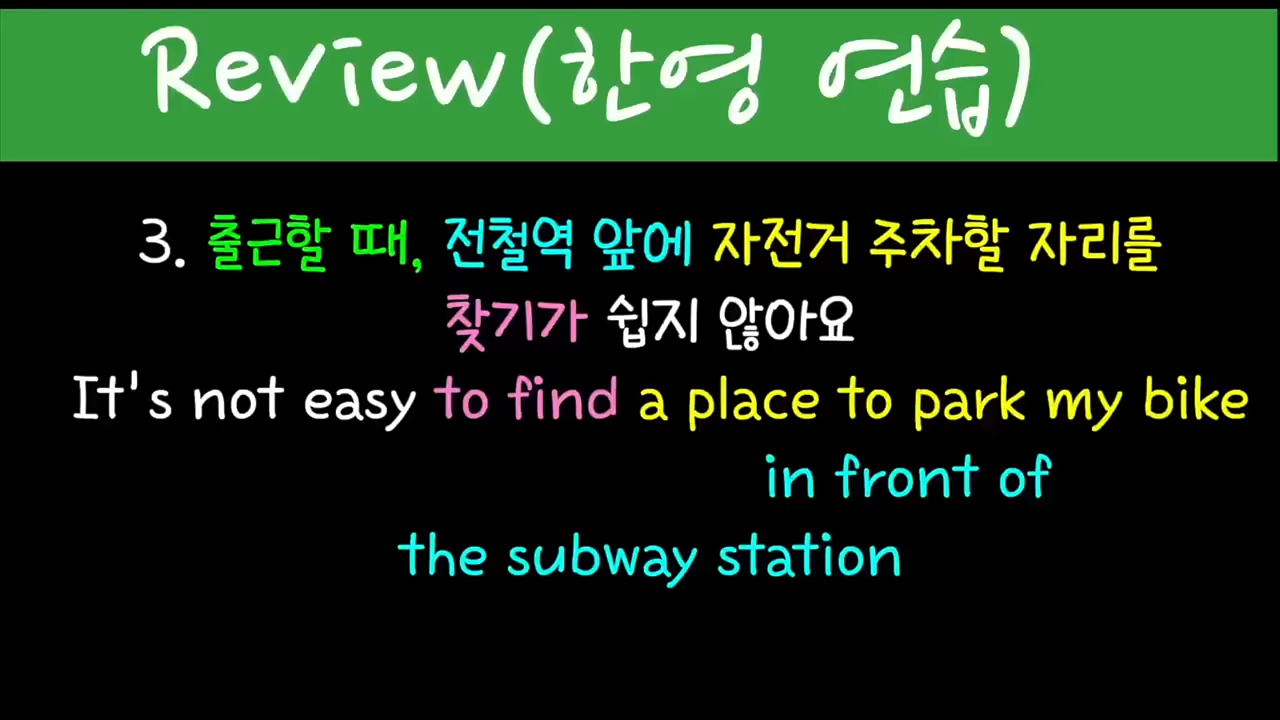 Review(한영 연습)
3. 출근할 때, 전철역 앞에 자전거 주차할 자리를
찾기가 쉽지 않아요
It's not easy to find a place to park my bike
in front of
the subway station